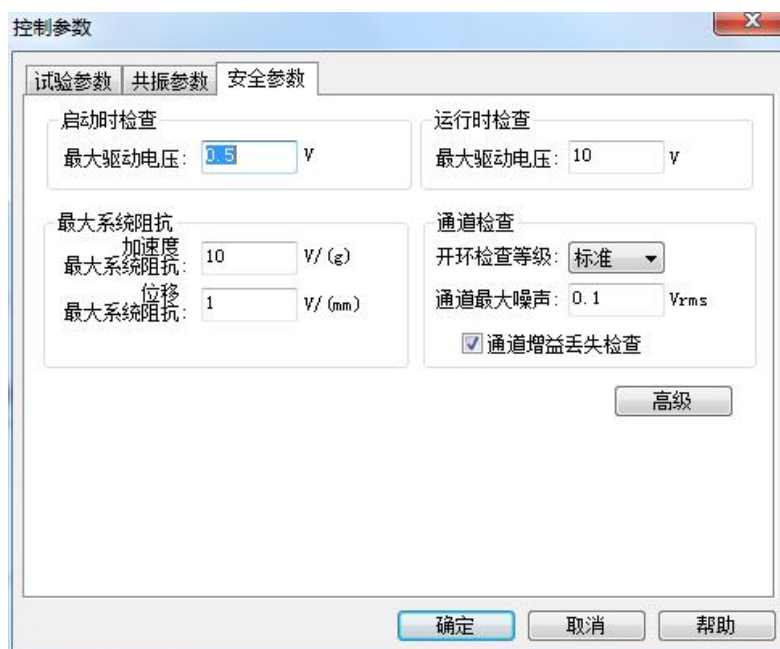 控制参数
试验参数 共振参数 安全参数
启动时检查
最大驱动电压: 0.5 V
运行时检查
最大驱动电压: 10 V
最大系统阻抗
加速度
最大系统阻抗: 10 V/(g)
位移
最大系统阻抗: 1 V/(mm)
通道检查
开环检查等级: 标准
通道最大噪声: 0.1 Vrms
通道增益丢失检查
高级
确定 取消 帮助